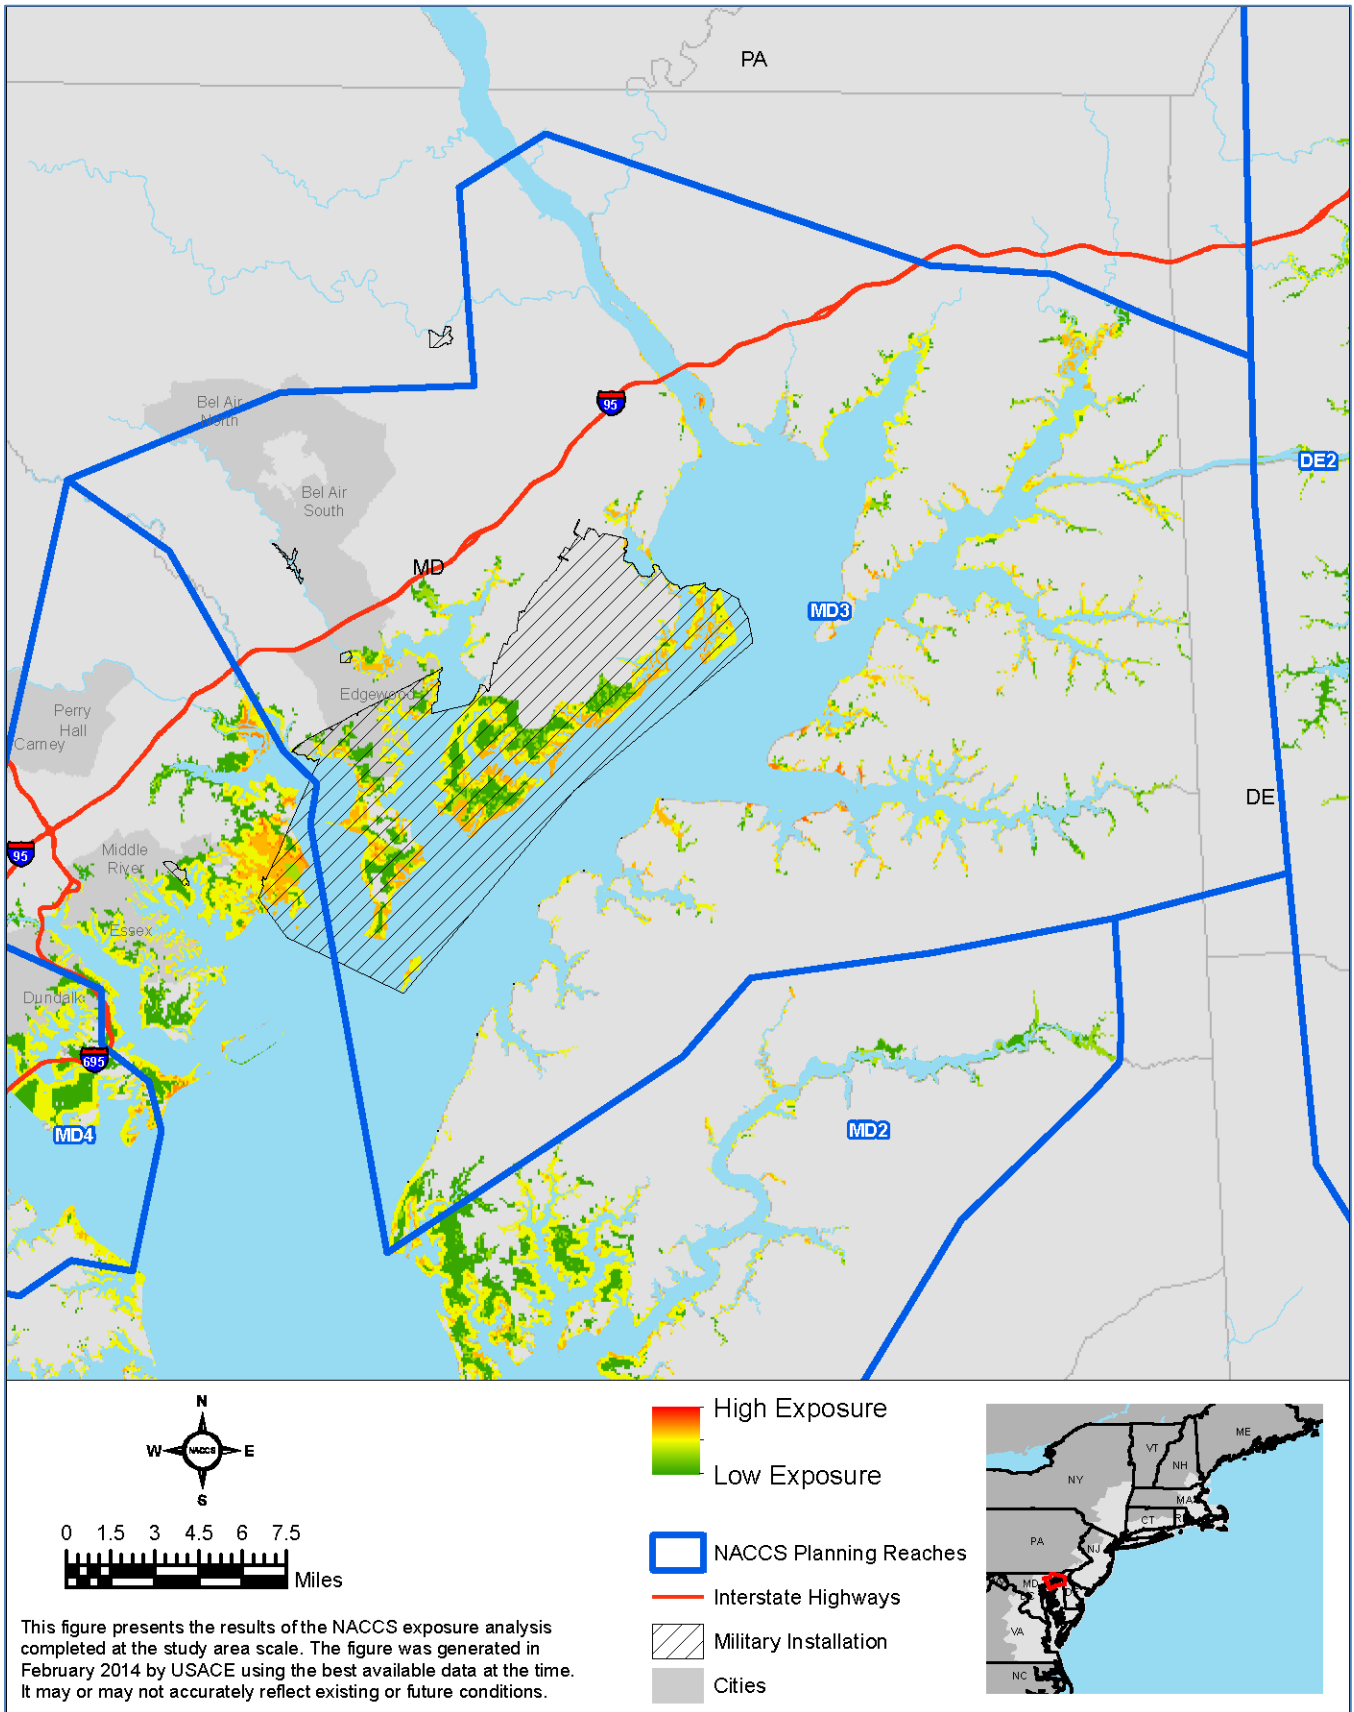 PA
Bel Air
North
95
DE2
Bel Air
South
MD
MD3
Edgewood
Perry
Hall
Carney
DE
95
Middle
River
Essex
Dundalk
695
MD4
MD2
N
W NACCS E
S
0 1.5 3 4.5 6 7.5
Miles
This figure presents the results of the NACCS exposure analysis
completed at the study area scale. The figure was generated in
February 2014 by USACE using the best available data at the time.
It may or may not accurately reflect existing or future conditions.
High Exposure
Low Exposure
NACCS Planning Reaches
Interstate Highways
Military Installation
Cities
ME
VT
NH
NY
MA
CT
PA
NJ
MD
VA
NC